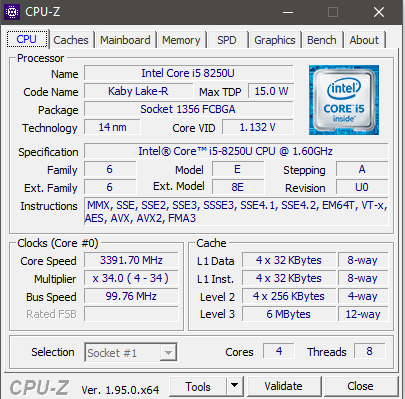 CPU-Z
CPU Caches Mainboard Memory SPD Graphics Bench About
Processor
Name Intel Core i5 8250U
Code Name Kaby Lake-R Max TDP 15.0 W
Package Socket 1356 FCBGA
Technology 14 nm Core VID 1.132 V
intel
CORE i5
inside™
Specification Intel® Core™ i5-8250U CPU @ 1.60GHz
Family 6 Model E Stepping A
Ext. Family 6 Ext. Model 8E Revision U0
Instructions MMX, SSE, SSE2, SSE3, SSSE3, SSE4.1, SSE4.2, EM64T, VT-x,
AES, AVX, AVX2, FMA3
Clocks (Core #0)
Core Speed 3391.70 MHz
Multiplier x 34.0 ( 4 - 34 )
Bus Speed 99.76 MHz
Rated FSB
Cache
L1 Data 4 x 32 KBytes 8-way
L1 Inst. 4 x 32 KBytes 8-way
Level 2 4 x 256 KBytes 4-way
Level 3 6 MBytes 12-way
Selection Socket #1 Cores 4 Threads 8
CPU-Z Ver. 1.95.0.x64 Tools Validate Close